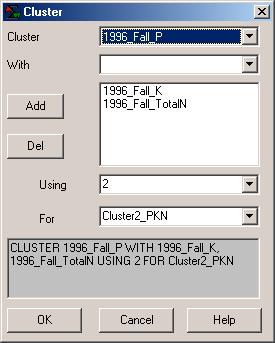 Cluster
Cluster 1996_Fall_P
With
1996_Fall_K
1996_Fall_TotalN
Add
Del
Using 2
For Cluster2_PKN
CLUSTER 1996_Fall_P WITH 1996_Fall_K,
1996_Fall_TotalN USING 2 FOR Cluster2_PKN
OK Cancel Help